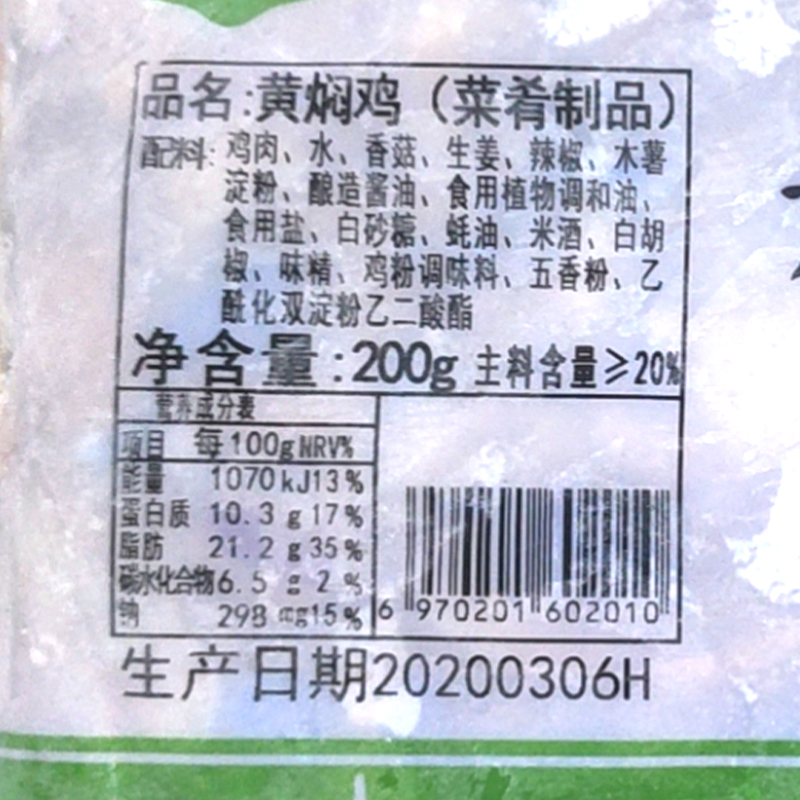 品名:黄焖鸡（菜肴制品）
配料:鸡肉、水、香菇、生姜、辣椒、木薯
淀粉、酿造酱油、食用植物调和油、
食用盐、白砂糖、蚝油、米酒、白胡
椒、味精、鸡粉调味料、五香粉、乙
酰化双淀粉乙二酸酯
净含量:200g 主料含量≥20%
营养成分表
项目 每100g NRV%
能量 1070kJ 13%
蛋白质 10.3 g 17%
脂肪 21.2 g 35%
碳水化合物 6.5 g 2 %
钠 298 mg 15%
6 970201 602010
生产日期20200306H